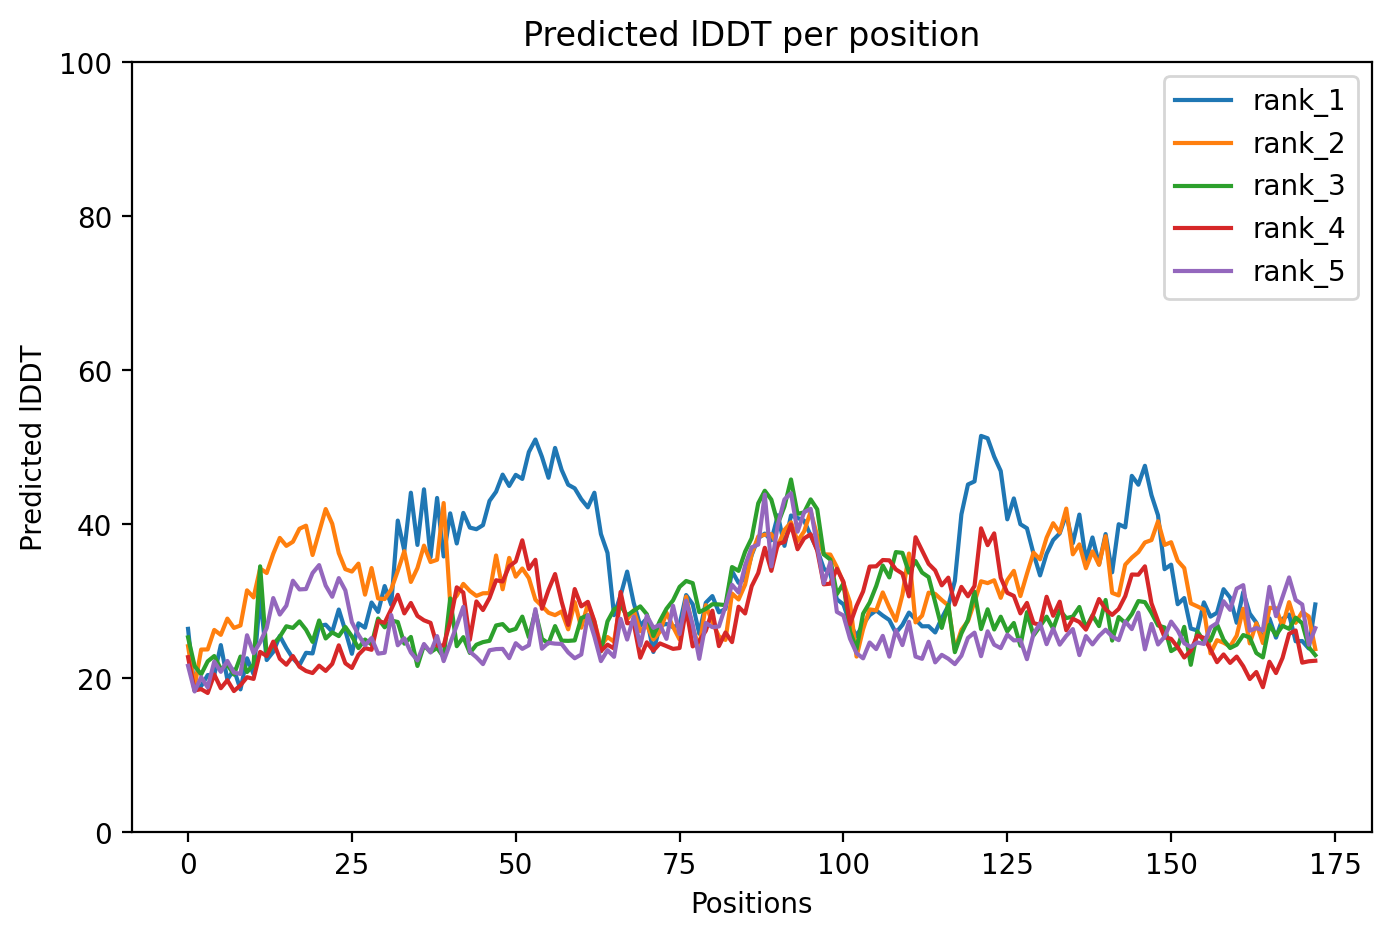 Predicted lDDT per position
100
80
60
40
20
0
Predicted lDDT
0 25 50 75 100 125 150 175
Positions
rank_1
rank_2
rank_3
rank_4
rank_5